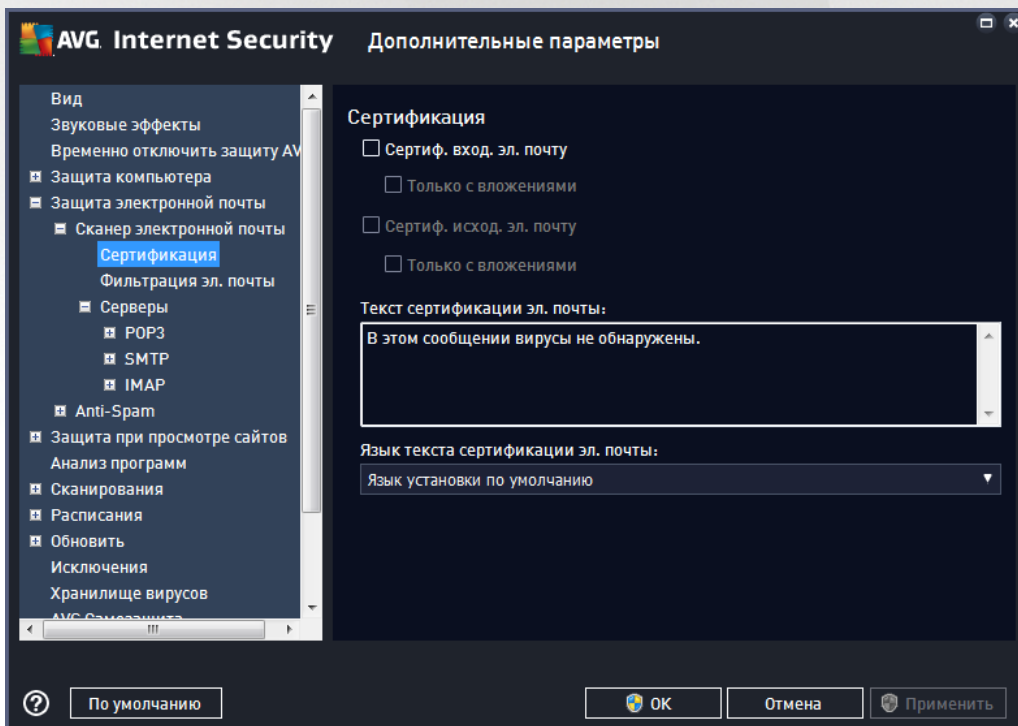 AVG. Internet Security Дополнительные параметры
Вид
Звуковые эффекты
Временно отключить защиту AV
Защита компьютера
Защита электронной почты
Сканер электронной почты
Сертификация
Фильтрация эл. почты
Серверы
POP3
SMTP
IMAP
Anti-Spam
Защита при просмотре сайтов
Анализ программ
Сканирования
Расписания
Обновить
Исключения
Хранилище вирусов
AVG Самозащита
Сертификация
Сертиф. вход. эл. почту
Только с вложениями
Сертиф. исход. эл. почту
Только с вложениями
Текст сертификации эл. почты:
В этом сообщении вирусы не обнаружены.
Язык текста сертификации эл. почты:
Язык установки по умолчанию
По умолчанию
OK
Отмена
Применить